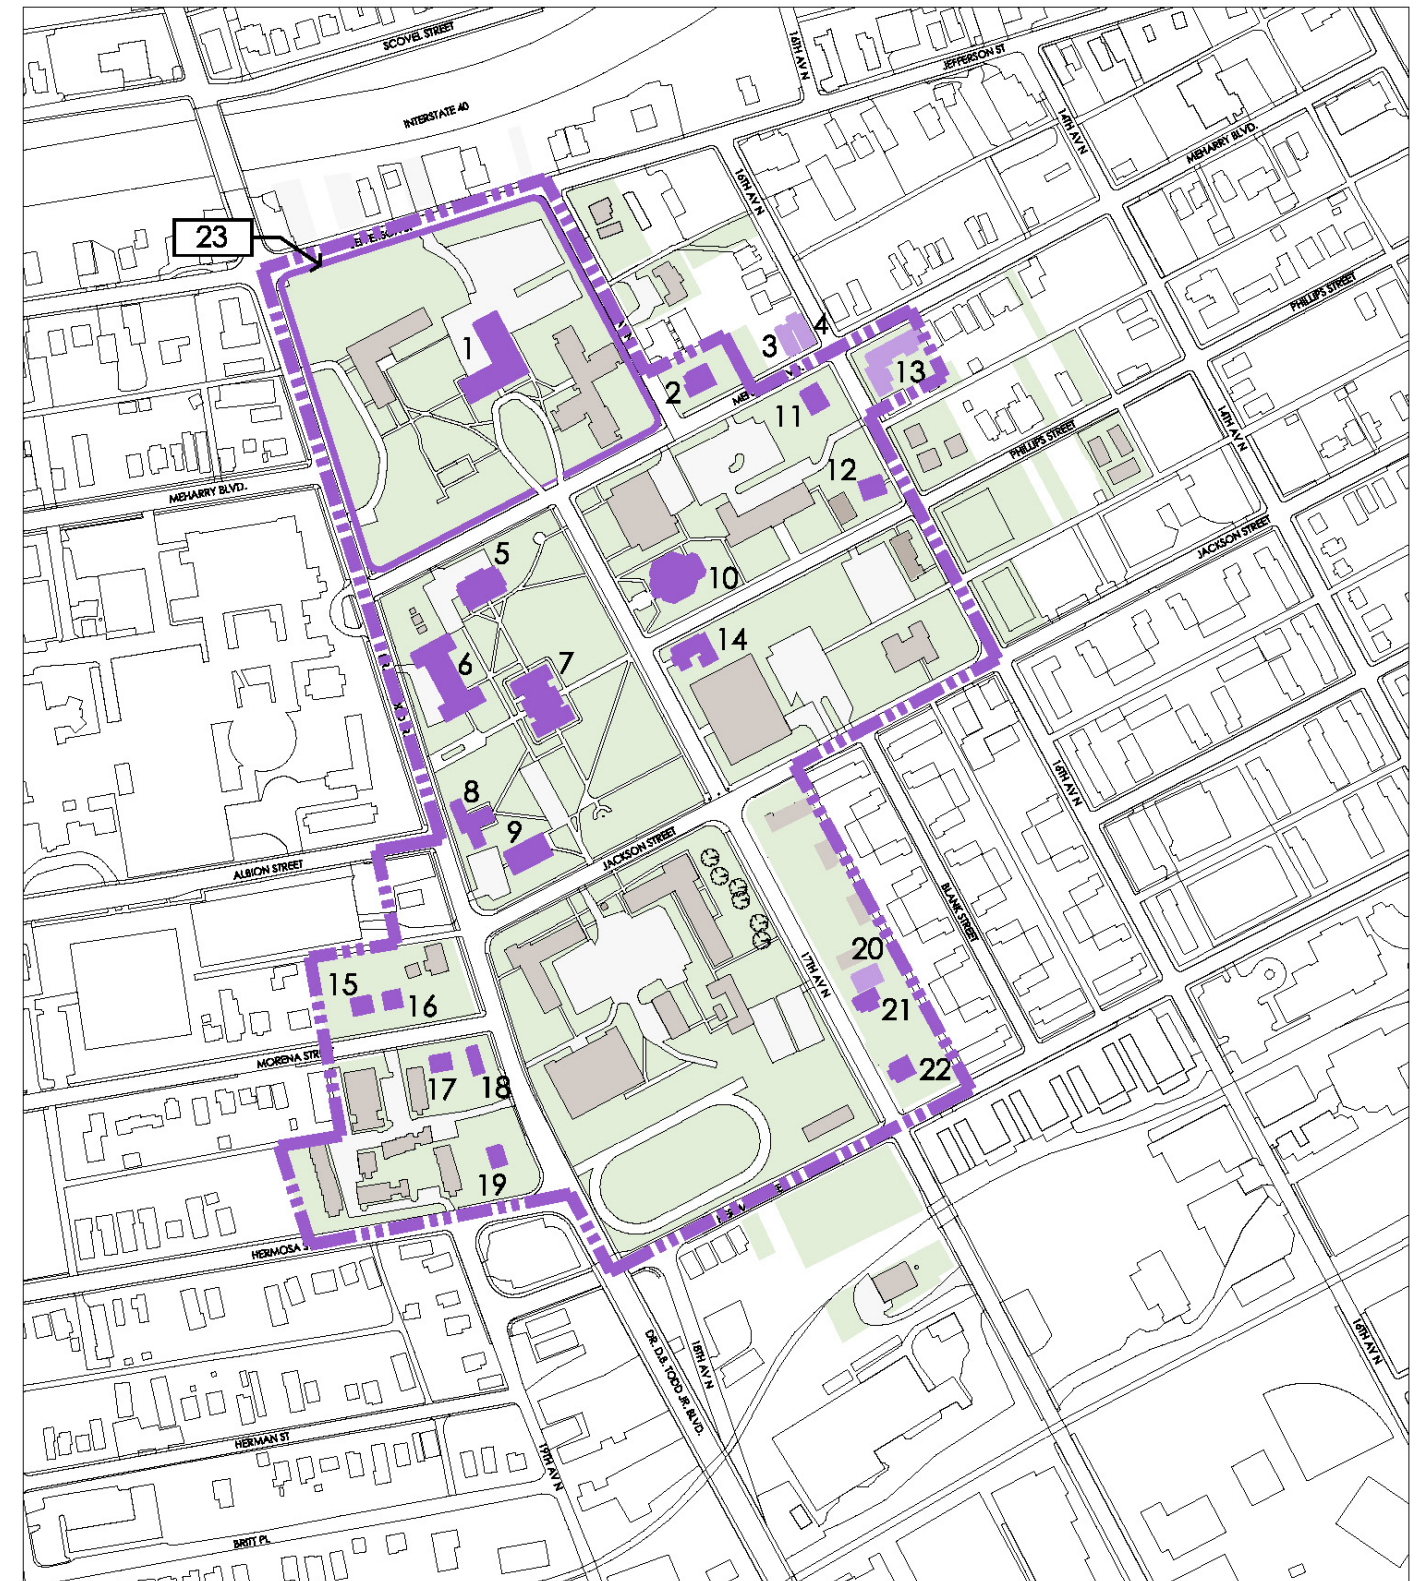 SCOVEL STREET
16TH AV N
JEFFERSON ST
INTERSTATE 40
14TH AV N
MEHARRY BLVD.
16TH AV N
23
PHILLIPS STREET
1
3
4
2
13
11
14TH AV N
PHILLIPS STREET
12
MEHARRY BLVD.
JACKSON STREET
5
10
14
6
7
16TH AV N
8
9
JACKSON STREET
ALBION STREET
BLANK STREET
20
17TH AV N
15
16
21
MORENA STR
17
18
22
19
HERMOSA S
DR. D.B. TODD JR. BLVD.
18TH AV N
16TH AV N
HERMAN ST
19TH AV N
BRITT PL